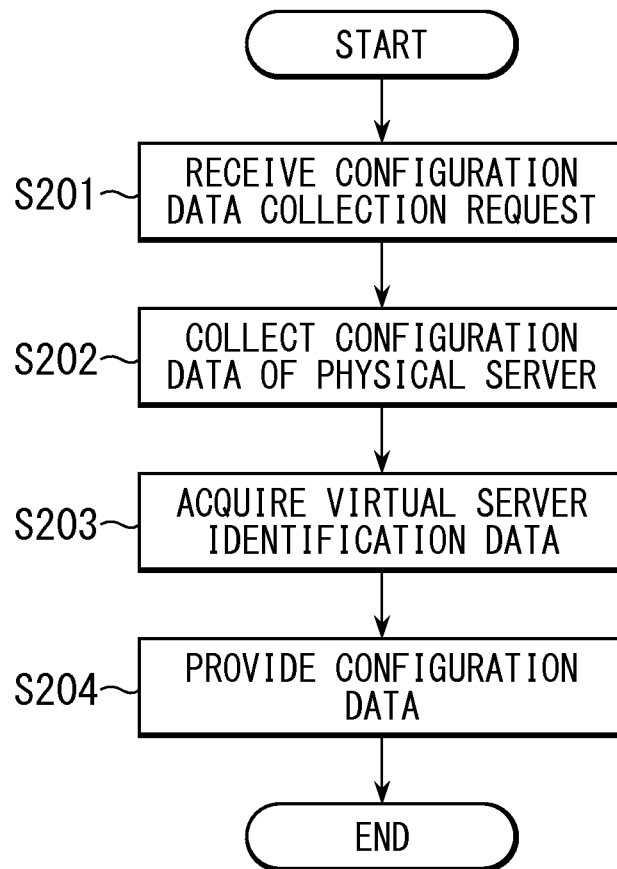 START
S201
RECEIVE CONFIGURATION
DATA COLLECTION REQUEST
S202
COLLECT CONFIGURATION
DATA OF PHYSICAL SERVER
S203
ACQUIRE VIRTUAL SERVER
IDENTIFICATION DATA
S204
PROVIDE CONFIGURATION
DATA
END